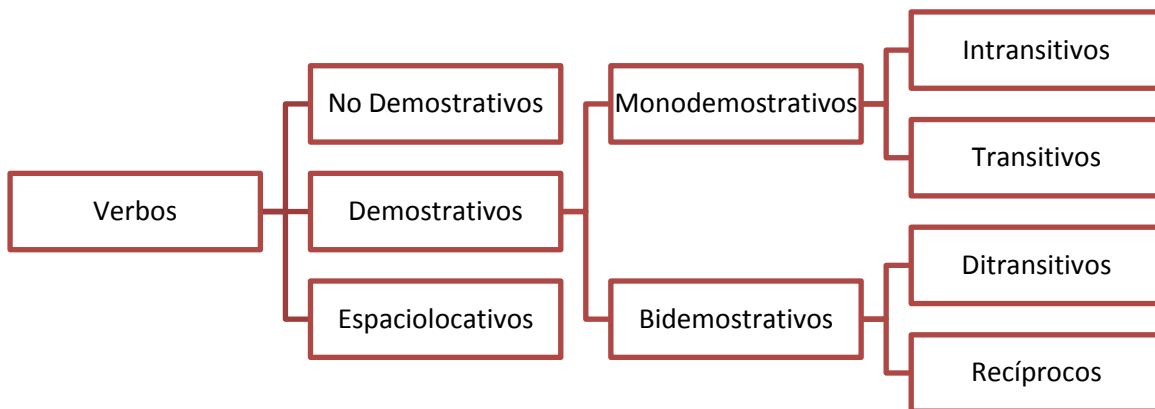 Verbos
No Demostrativos
Demostrativos
Espaciolocativos
Monodemostrativos
Bidemostrativos
Intransitivos
Transitivos
Ditransitivos
Recíprocos